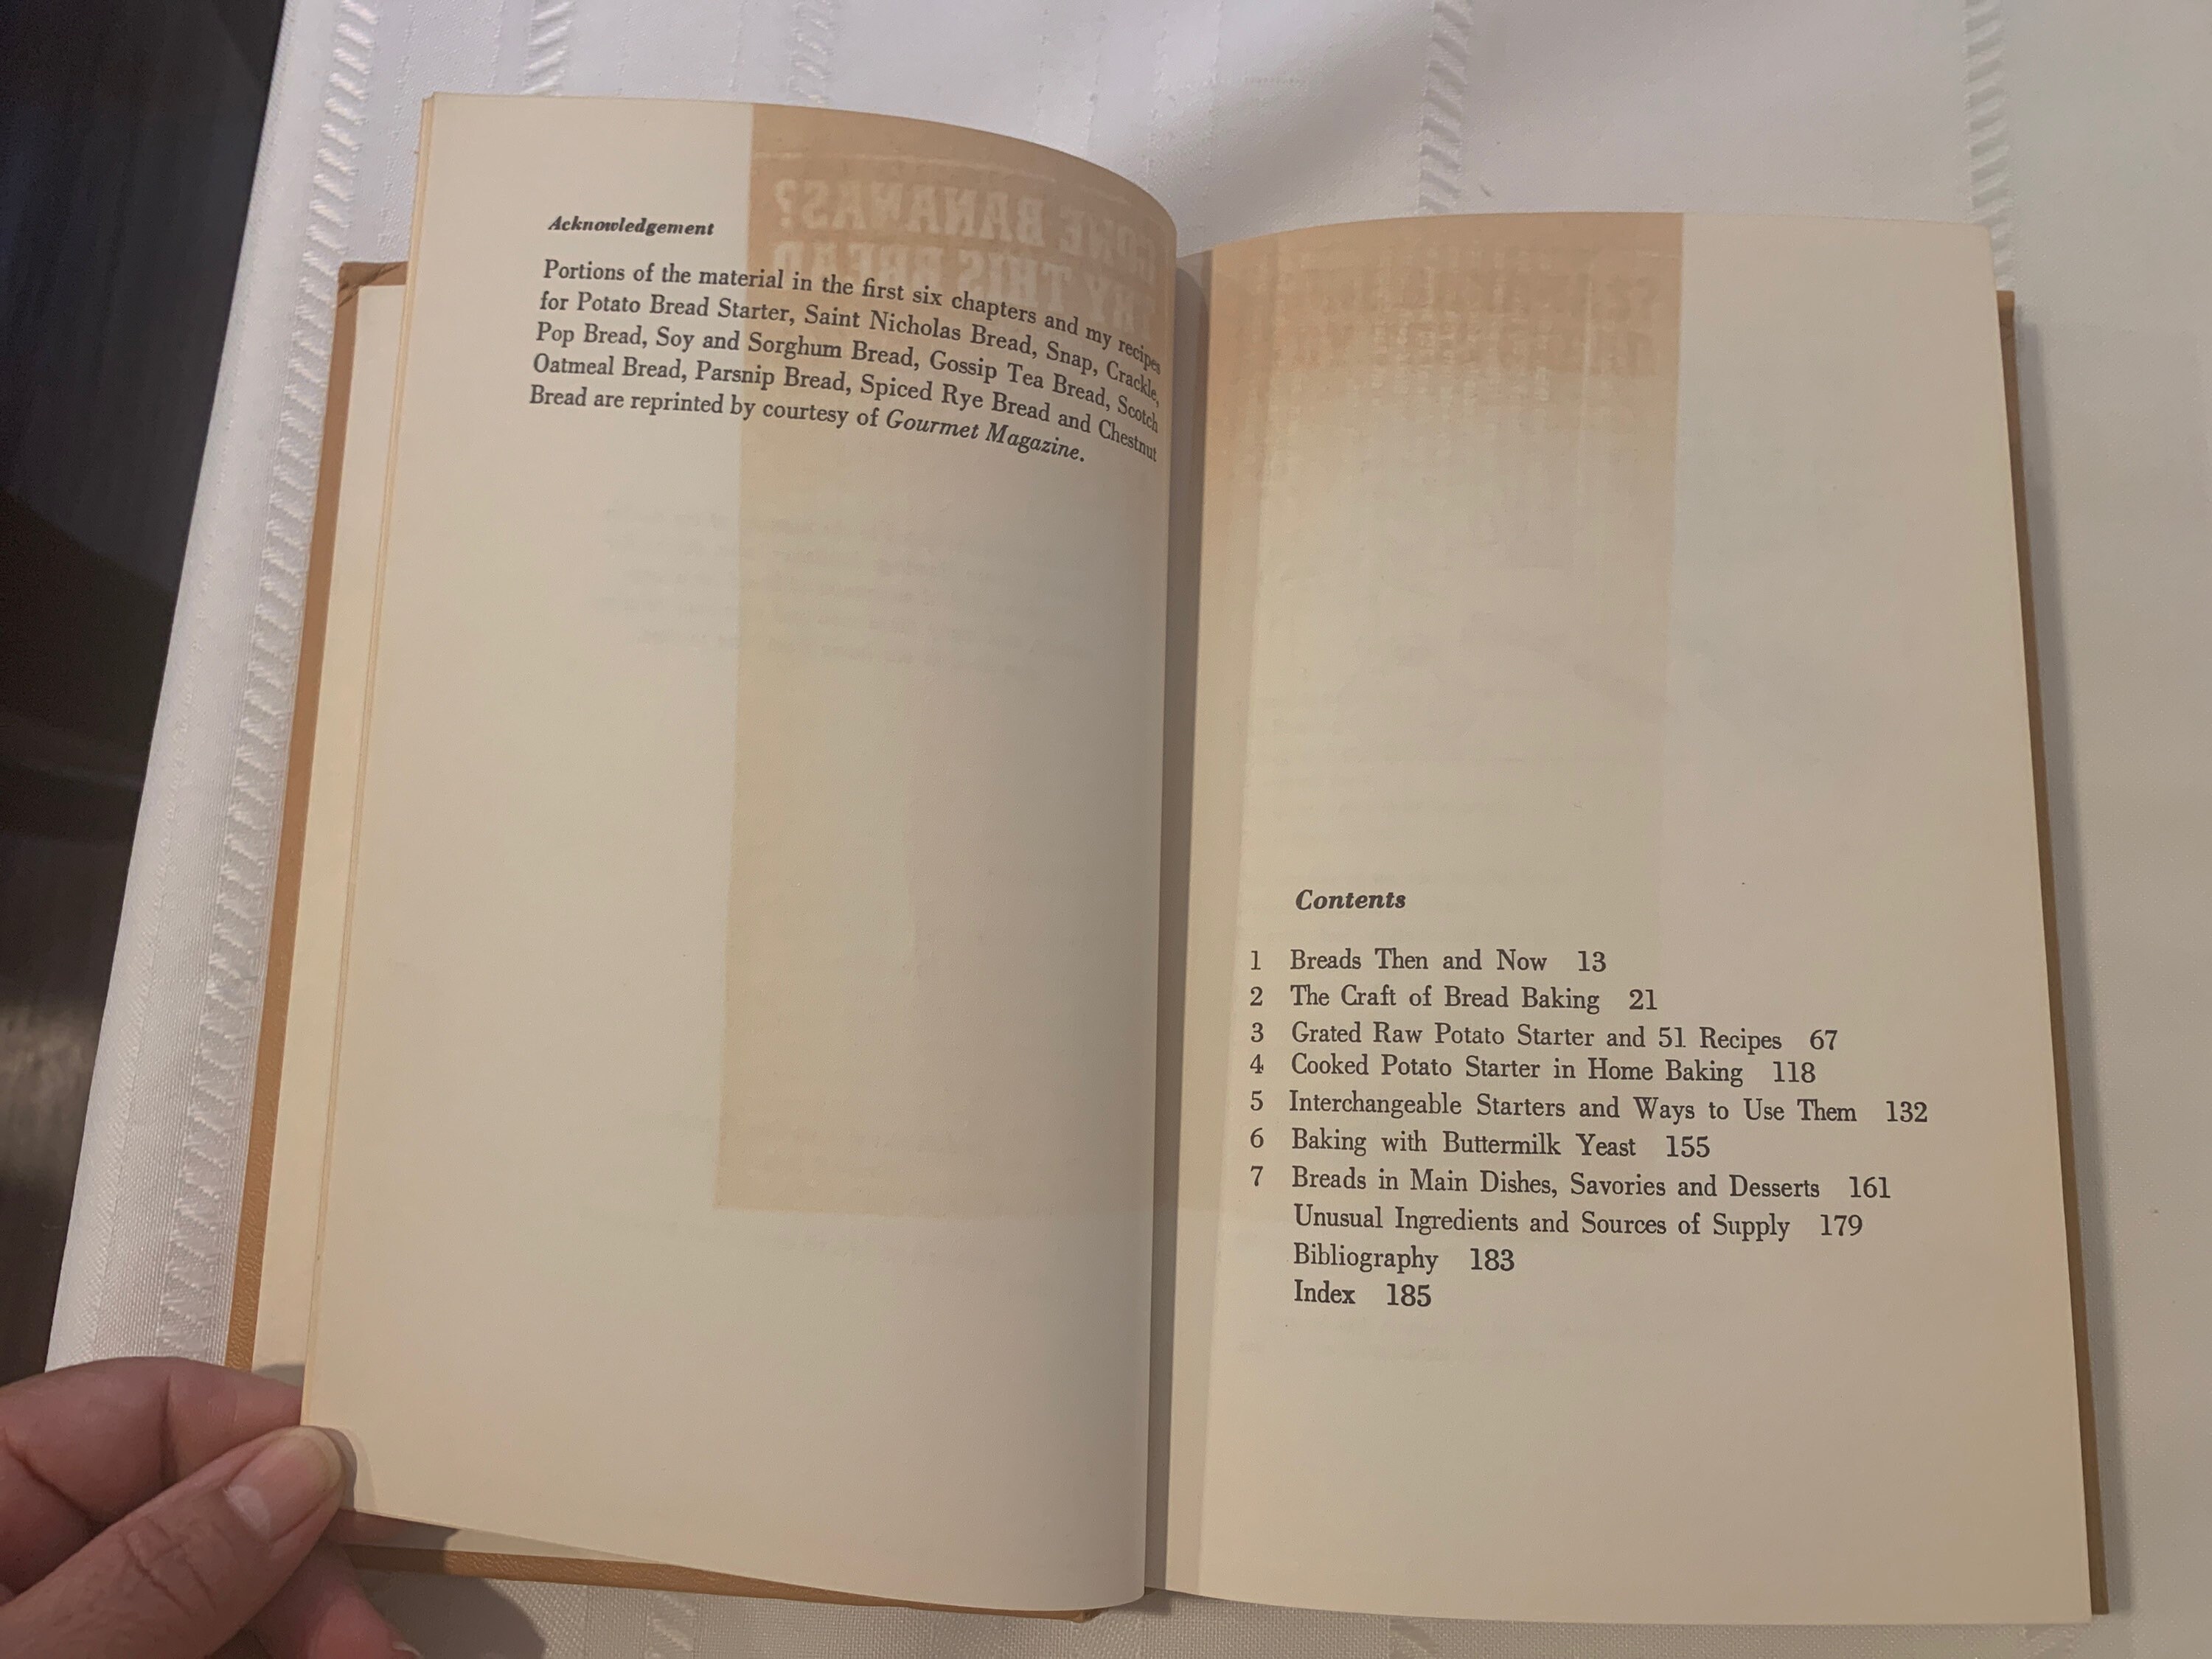 GONE BANANAS?
THIS BREAD
Acknowledgement
Portions of the material in the first six chapters and my recipes
for Potato Bread Starter, Saint Nicholas Bread, Snap, Crackle,
Pop Bread, Soy and Sorghum Bread, Gossip Tea Bread, Scotch
Oatmeal Bread, Parsnip Bread, Spiced Rye Bread and Chestnut
Bread are reprinted by courtesy of Gourmet Magazine.
Contents
1 Breads Then and Now 13
2 The Craft of Bread Baking 21
3 Grated Raw Potato Starter and 51 Recipes 67
4 Cooked Potato Starter in Home Baking 118
5 Interchangeable Starters and Ways to Use Them 132
6 Baking with Buttermilk Yeast 155
7 Breads in Main Dishes, Savories and Desserts 161
Unusual Ingredients and Sources of Supply 179
Bibliography 183
Index 185